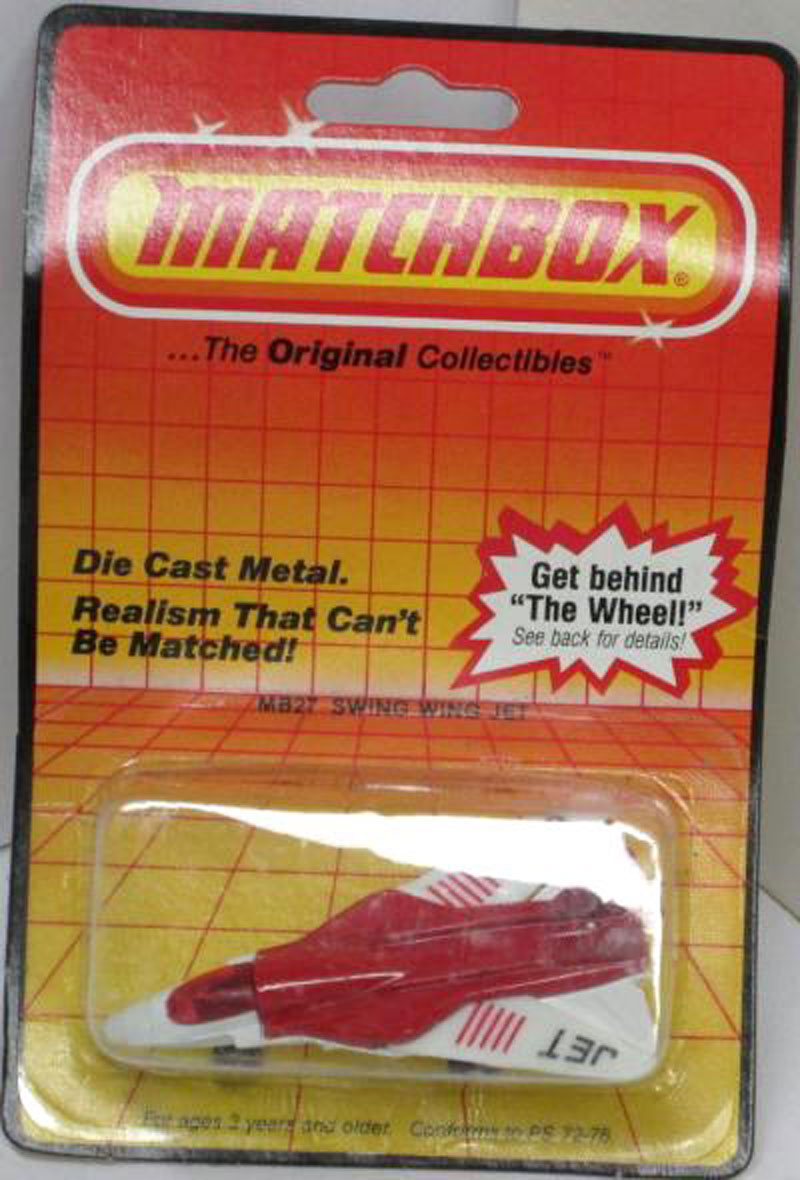 MATCHBOX®
...The Original Collectibles™
Die Cast Metal.
Realism That Can't
Be Matched!
Get behind
“The Wheel!”
See back for details!
MB27 SWING WING JET
JET
For ages 3 years and older. Conforms to PS 72-76